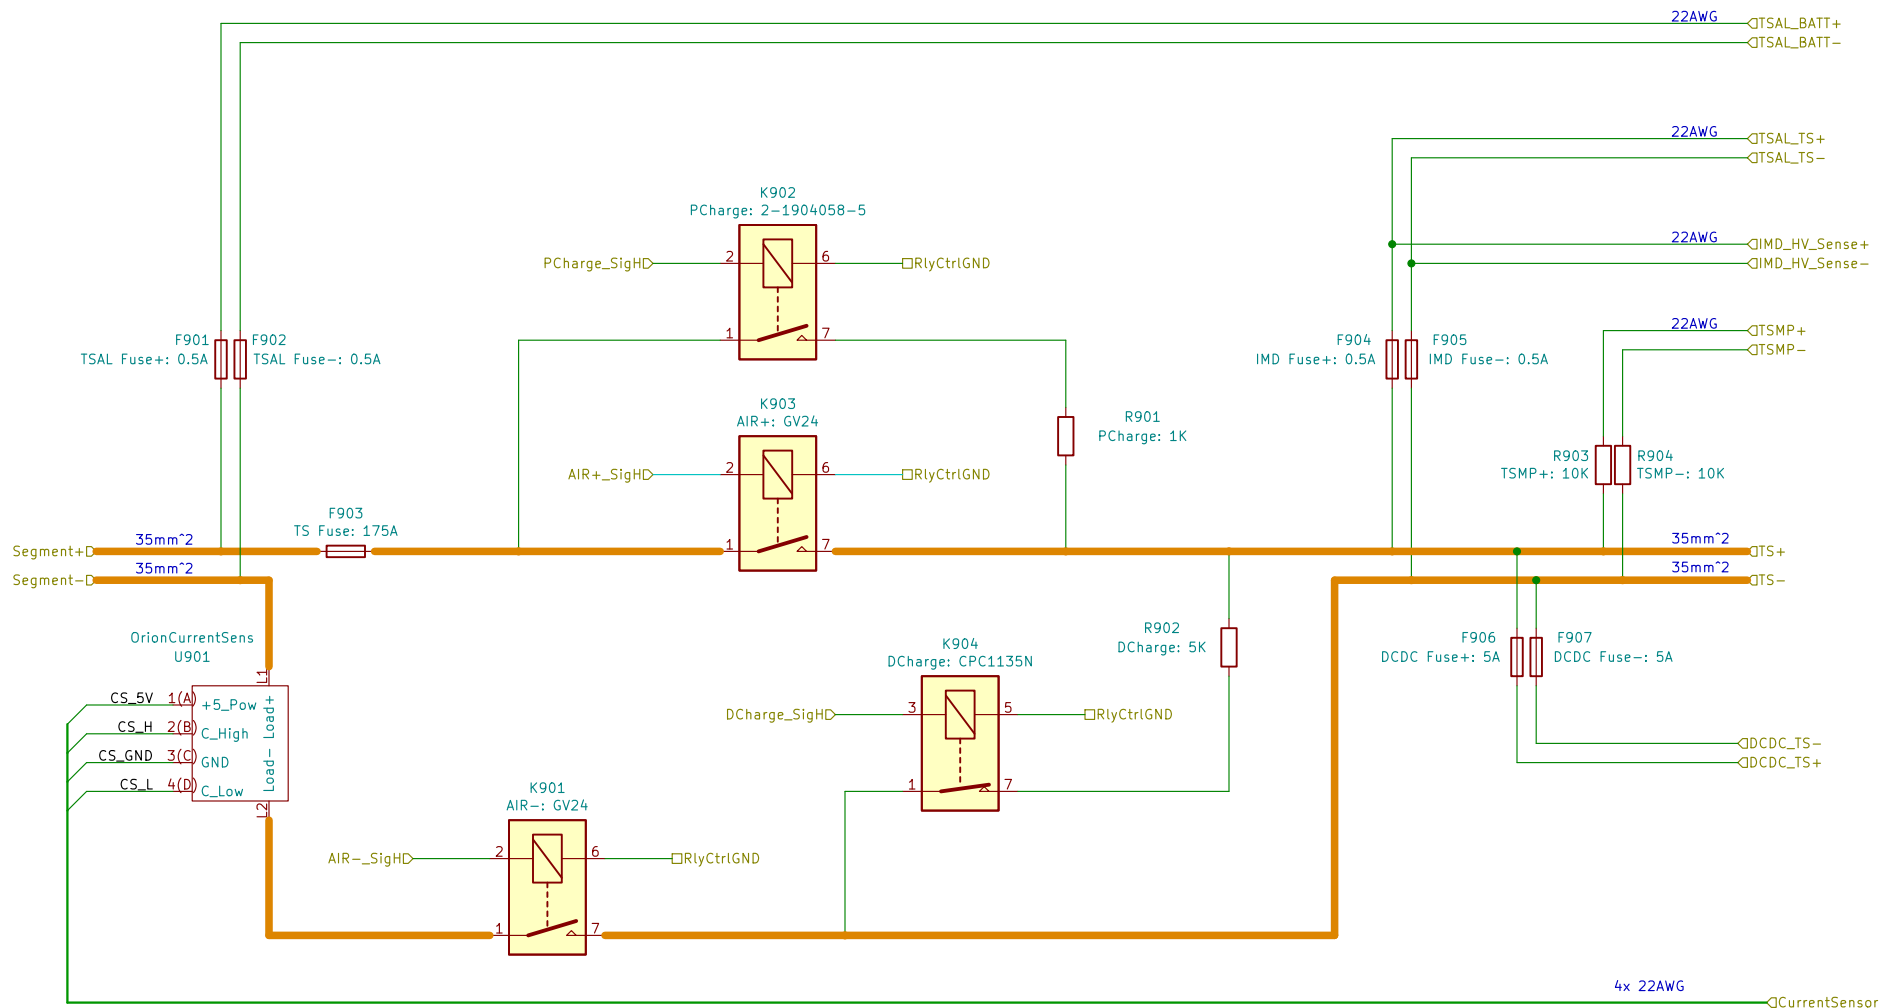 22AWG
TSAL_BATT+
TSAL_BATT-
22AWG
TSAL_TS+
TSAL_TS-
K902
PCharge: 2-1904058-5
22AWG
IMD_HV_Sense+
IMD_HV_Sense-
PCharge_SigH
2
6
RlyCtrlGND
1
7
22AWG
TSMP+
TSMP-
F901
TSAL Fuse+: 0.5A
F902
TSAL Fuse-: 0.5A
F904
IMD Fuse+: 0.5A
F905
IMD Fuse-: 0.5A
K903
AIR+: GV24
R901
PCharge: 1K
AIR+_SigH
2
6
RlyCtrlGND
1
7
R903
TSMP+: 10K
R904
TSMP-: 10K
F903
TS Fuse: 175A
35mm^2
Segment+
35mm^2
Segment-
35mm^2
TS+
35mm^2
TS-
OrionCurrentSens
U901
L1
CS_5V
1(A)
+5_Pow
CS_H
2(B)
C_High
CS_GND
3(C)
GND
CS_L
4(D)
C_Low
Load+
Load-
L2
K904
DCharge: CPC1135N
R902
DCharge: 5K
DCharge_SigH
3
5
RlyCtrlGND
1
7
F906
DCDC Fuse+: 5A
F907
DCDC Fuse-: 5A
DCDC_TS-
DCDC_TS+
K901
AIR-: GV24
AIR-_SigH
2
6
RlyCtrlGND
1
7
4x 22AWG
CurrentSensor